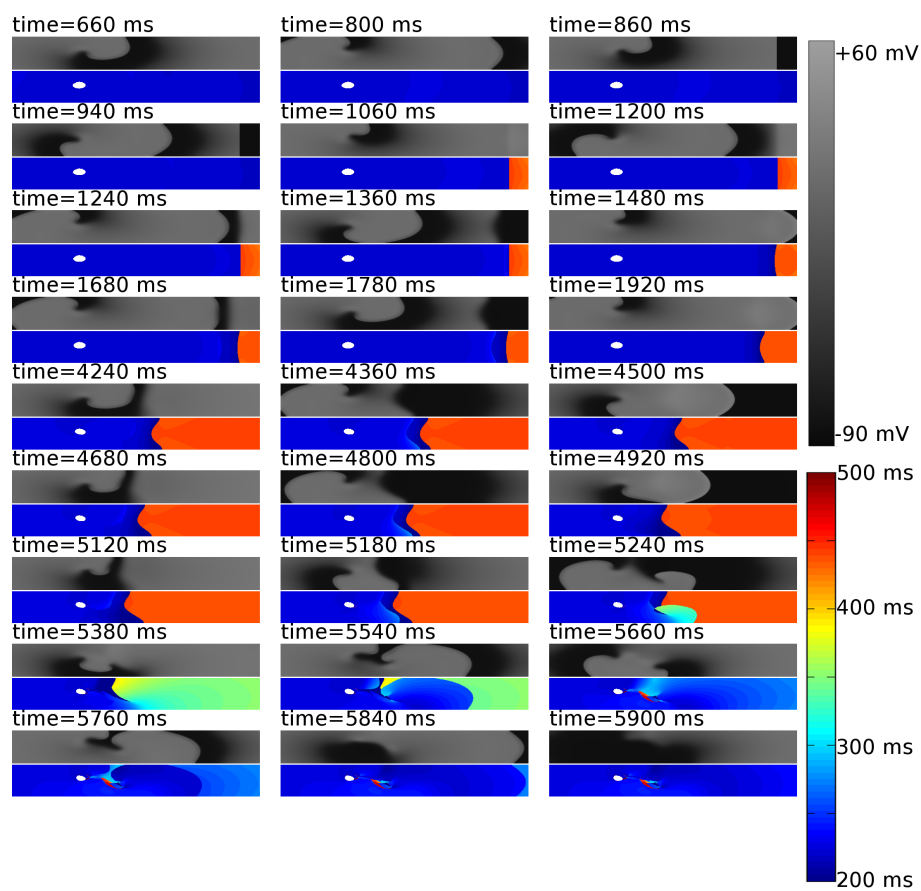 time=660 ms
time=800 ms
time=860 ms
+60 mV
time=940 ms
time=1060 ms
time=1200 ms
time=1240 ms
time=1360 ms
time=1480 ms
time=1680 ms
time=1780 ms
time=1920 ms
time=4240 ms
time=4360 ms
time=4500 ms
-90 mV
time=4680 ms
time=4800 ms
time=4920 ms
500 ms
time=5120 ms
time=5180 ms
time=5240 ms
400 ms
time=5380 ms
time=5540 ms
time=5660 ms
time=5760 ms
time=5840 ms
time=5900 ms
300 ms
200 ms